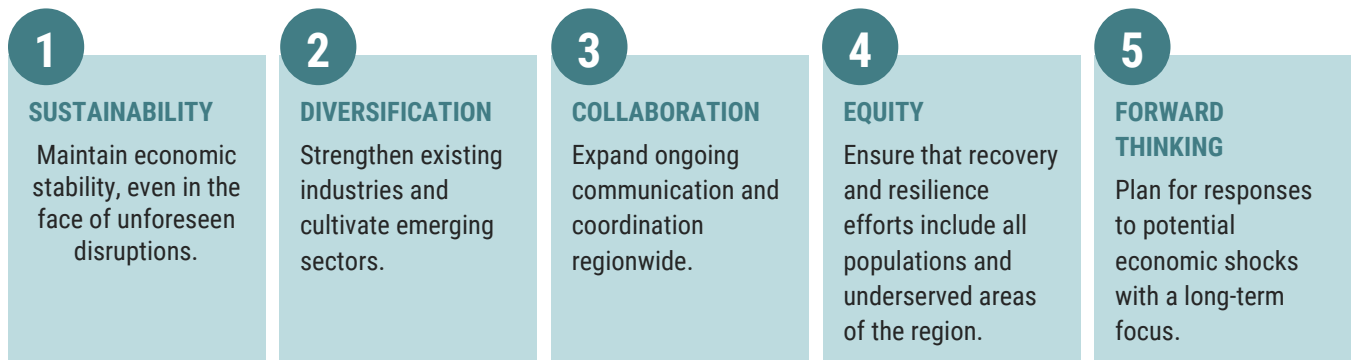 1
SUSTAINABILITY
Maintain economic
stability, even in the
face of unforeseen
disruptions.
2
DIVERSIFICATION
Strengthen existing
industries and
cultivate emerging
sectors.
3
COLLABORATION
Expand ongoing
communication and
coordination
regionwide.
4
EQUITY
Ensure that recovery
and resilience
efforts include all
populations and
underserved areas
of the region.
5
FORWARD
THINKING
Plan for responses
to potential
economic shocks
with a long-term
focus.